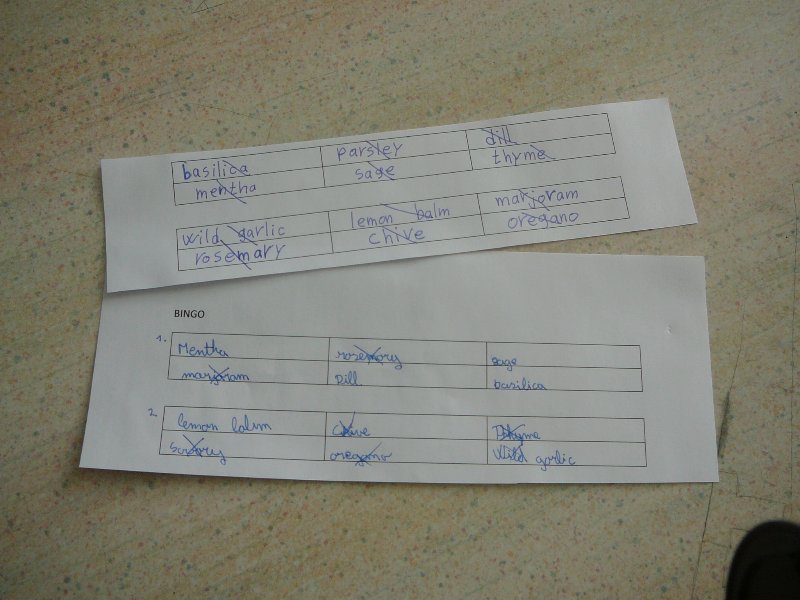 basilica parsley dill
mentha sage thyme
wild garlic lemon balm marjoram
rosemary chive oregano
BINGO
1. Mentha rosemary sage
marjoram Dill basilica
2. lemon balm Chive Thyme
savory oregano Wild garlic